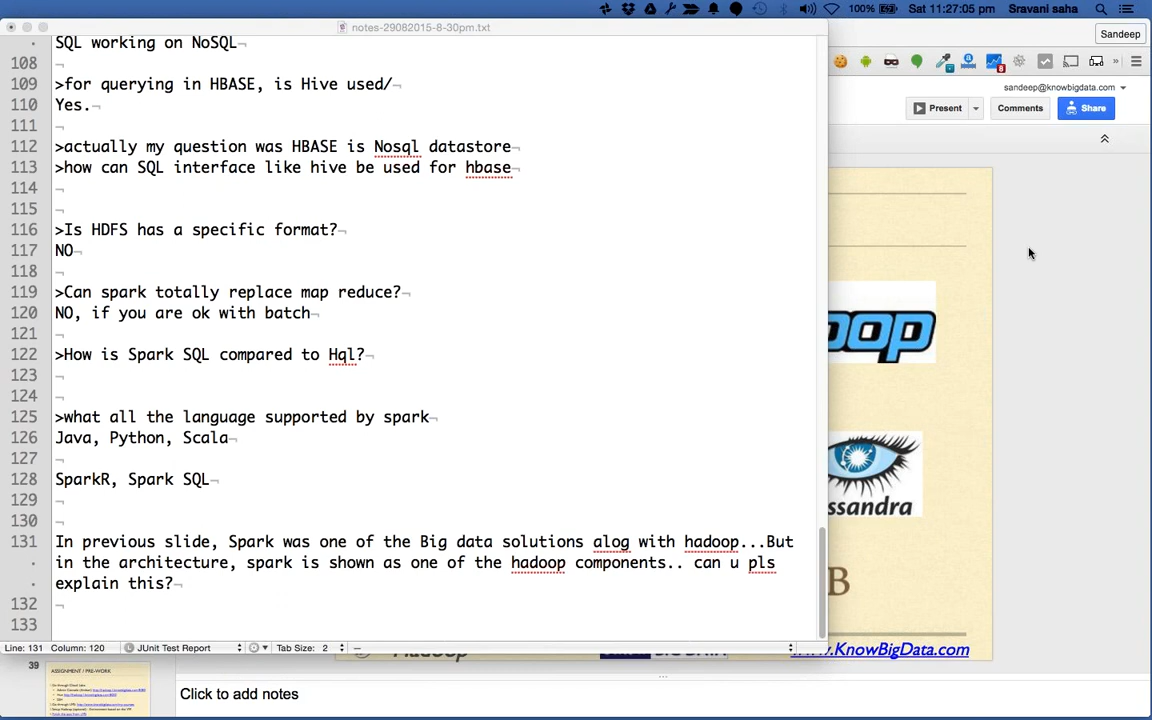 100% Sat 11:27:05 pm Sravani saha
notes-29082015-8-30pm.txt
Sandeep
SQL working on NoSQL
108
109 >for querying in HBASE, is Hive used/
110 Yes.
111
112 >actually my question was HBASE is Nosql datastore
113 >how can SQL interface like hive be used for hbase
114
115
116 >Is HDFS has a specific format?
117 NO
118
119 >Can spark totally replace map reduce?
120 NO, if you are ok with batch
121
122 >How is Spark SQL compared to Hql?
123
124
125 >what all the language supported by spark
126 Java, Python, Scala
127
128 SparkR, Spark SQL
129
130
131 In previous slide, Spark was one of the Big data solutions alog with hadoop...But
in the architecture, spark is shown as one of the hadoop components.. can u pls
explain this?
132
133
Line: 131 Column: 120 JUnit Test Report Tab Size: 2 —
sandeep@knowbigdata.com
Present Comments Share
oop
ssandra
B
www.KnowBigData.com
39
ASSIGNMENT / PRE-WORK
Click to add notes